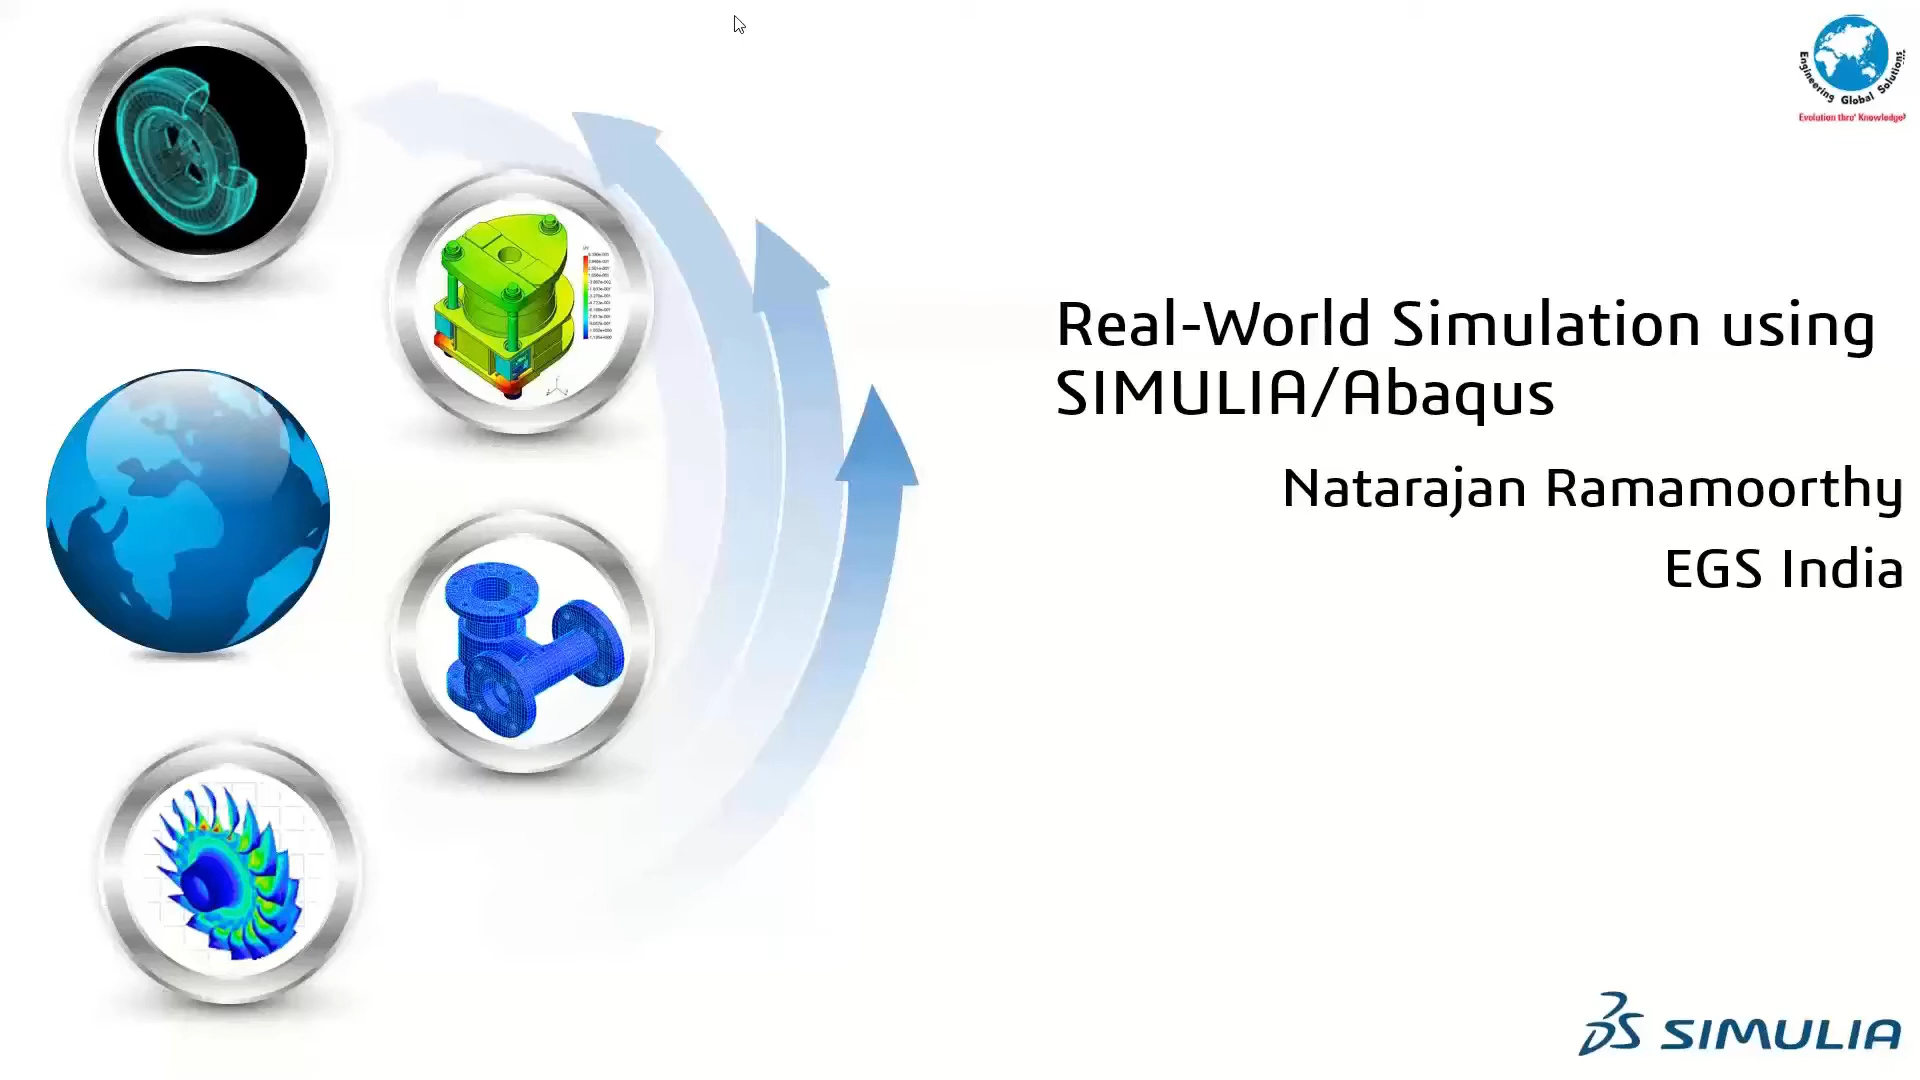 Engineering Global Solutions
Evolution thro' Knowledge
Real-World Simulation using
SIMULIA/Abaqus
Natarajan Ramamoorthy
EGS India
SIMULIA